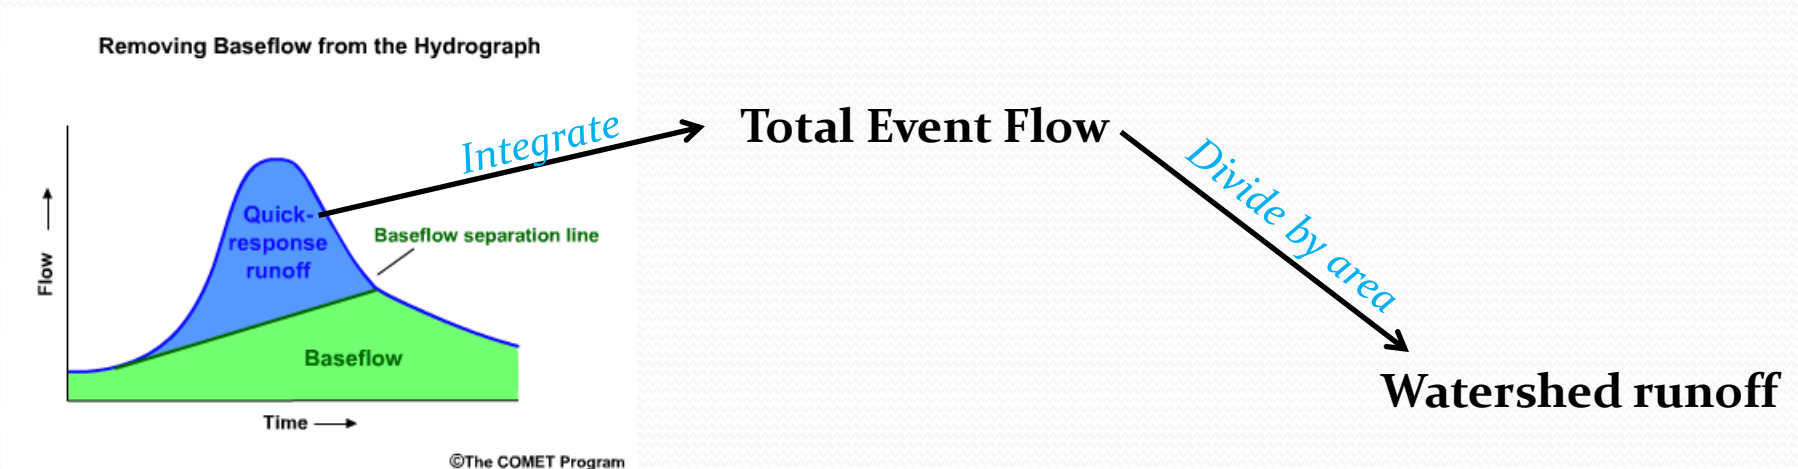 Removing Baseflow from the Hydrograph
Integrate
Total Event Flow
Divide by area
Quick-
response
runoff
Baseflow separation line
Flow
Baseflow
Watershed runoff
Time
©The COMET Program